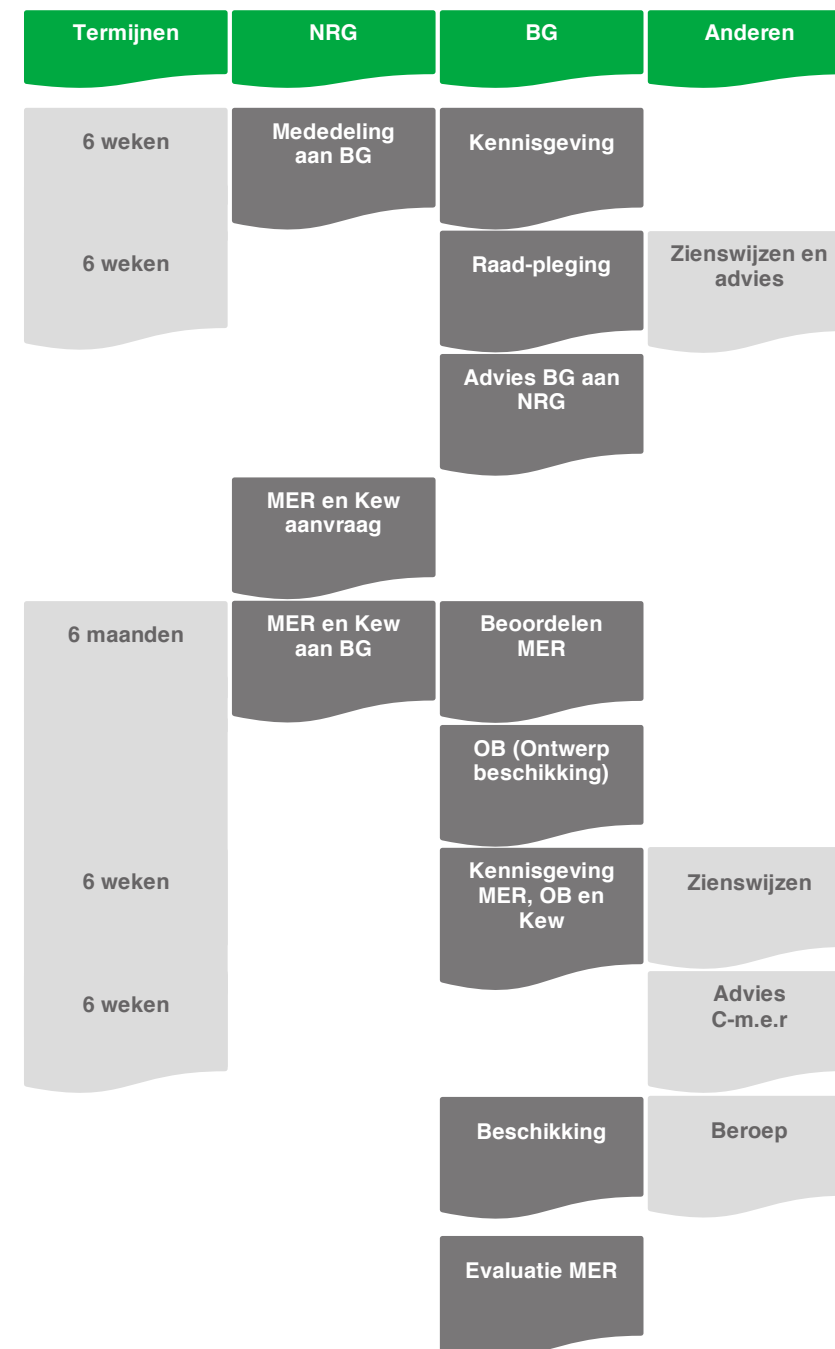 Termijnen
NRG
BG
Anderen
6 weken
Mededeling
aan BG
Kennisgeving
6 weken
Raad-pleging
Zienswijzen en
advies
Advies BG aan
NRG
MER en Kew
aanvraag
6 maanden
MER en Kew
aan BG
Beoordelen
MER
OB (Ontwerp
beschikking)
6 weken
Kennisgeving
MER, OB en
Kew
Zienswijzen
6 weken
Advies
C-m.e.r
Beschikking
Beroep
Evaluatie MER